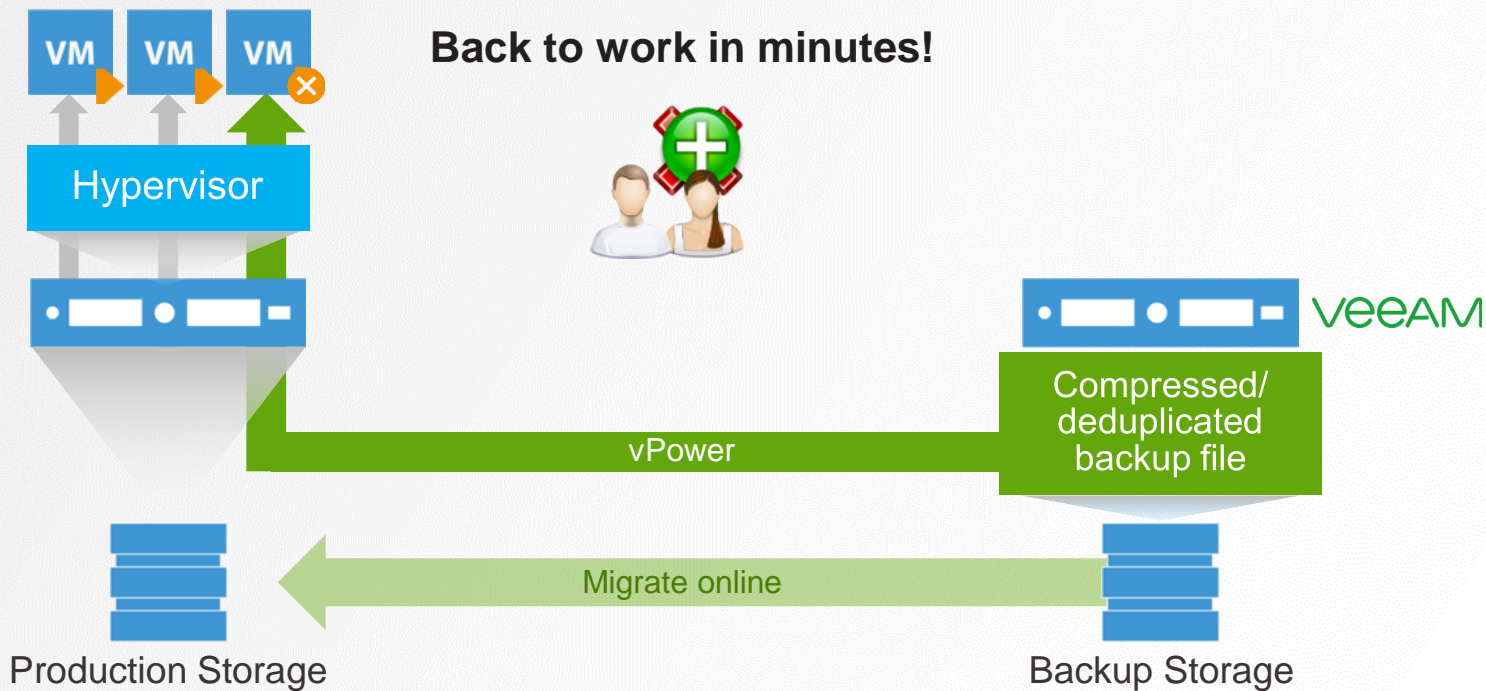 VM VM VM
Back to work in minutes!
Hypervisor
veeAM
Compressed/
deduplicated
backup file
vPower
Migrate online
Production Storage
Backup Storage